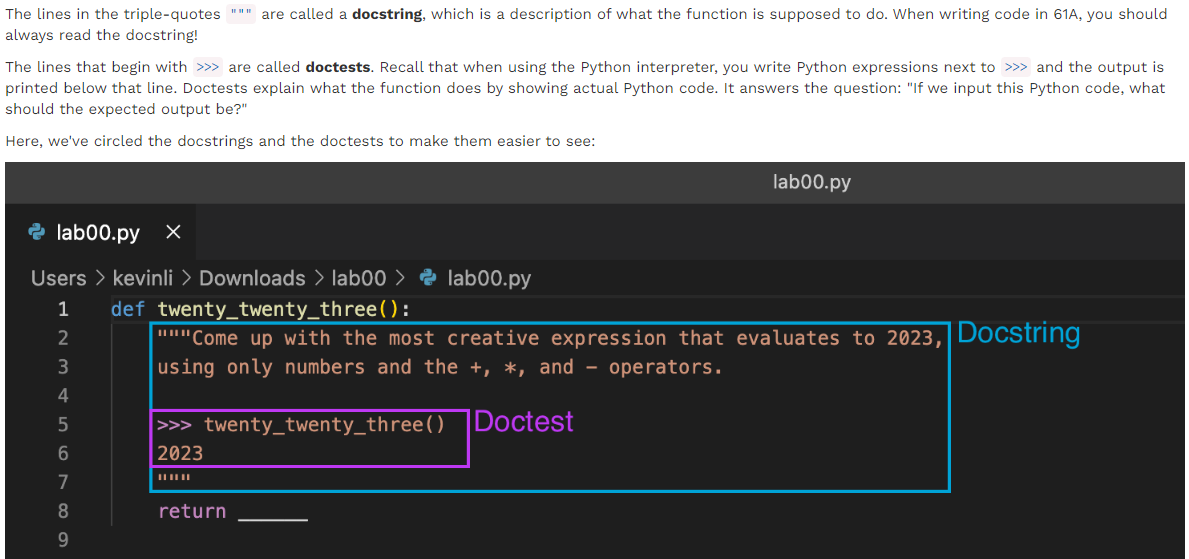 The lines in the triple-quotes """ are called a docstring, which is a description of what the function is supposed to do. When writing code in 61A, you should
always read the docstring!
The lines that begin with >>> are called doctests. Recall that when using the Python interpreter, you write Python expressions next to >>> and the output is
printed below that line. Doctests explain what the function does by showing actual Python code. It answers the question: "If we input this Python code, what
should the expected output be?"
Here, we've circled the docstrings and the doctests to make them easier to see:
lab00.py
lab00.py ×
Users > kevinli > Downloads > lab00 > lab00.py
1 def twenty_twenty_three():
2 """Come up with the most creative expression that evaluates to 2023, Docstring
3 using only numbers and the +, *, and - operators.
4
5 >>> twenty_twenty_three() Doctest
6 2023
7 """
8 return ______
9